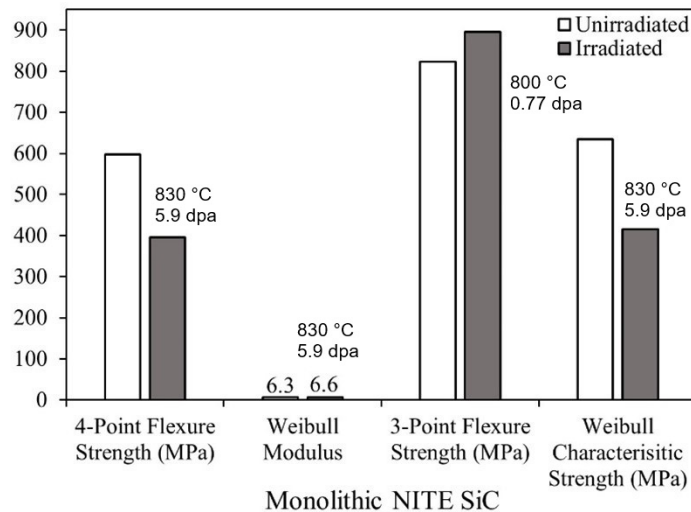 900
800
700
600
500
400
300
200
100
0
Unirradiated
Irradiated
830 °C
5.9 dpa
6.3
6.6
830 °C
5.9 dpa
800 °C
0.77 dpa
830 °C
5.9 dpa
4-Point Flexure
Strength (MPa)
Weibull
Modulus
3-Point Flexure
Strength (MPa)
Weibull
Characterisitic
Strength (MPa)
Monolithic NITE SiC